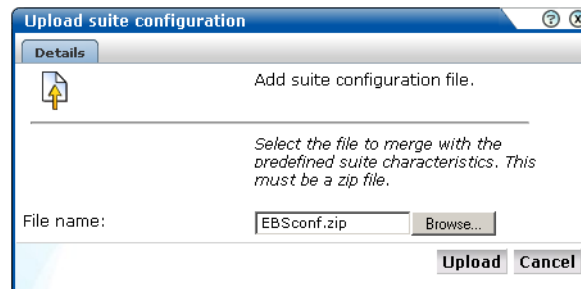 Upload suite configuration
Details
Add suite configuration file.
Select the file to merge with the
predefined suite characteristics. This
must be a zip file.
File name: EBSconf.zip Browse...
Upload Cancel